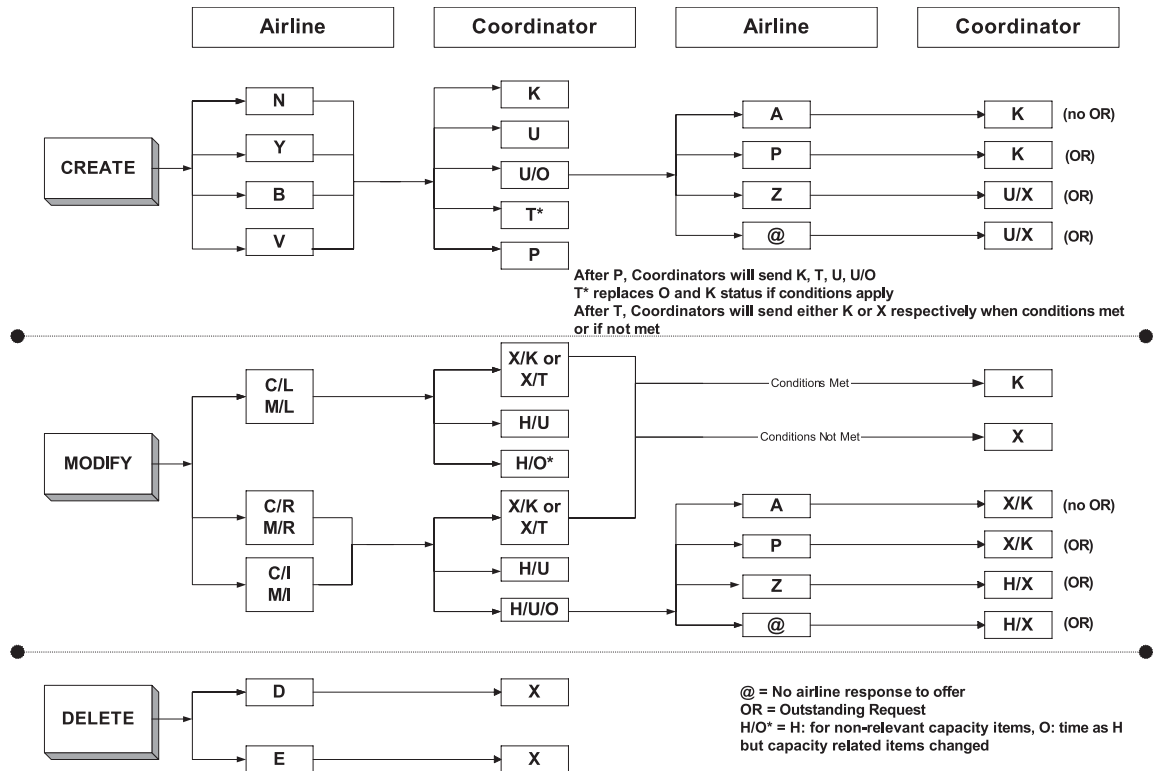 Airline
Coordinator
Airline
Coordinator
CREATE
N
Y
B
V
K
U
U/O
T*
P
A
P
Z
@
K
(no OR)
K
(OR)
U/X
(OR)
U/X
(OR)
After P, Coordinators will send K, T, U, U/O
T* replaces O and K status if conditions apply
After T, Coordinators will send either K or X respectively when conditions met
or if not met
MODIFY
C/L
M/L
C/R
M/R
C/I
M/I
X/K or
X/T
H/U
H/O*
X/K or
X/T
H/U
H/U/O
Conditions Met
K
Conditions Not Met
X
A
P
Z
@
X/K
(no OR)
X/K
(OR)
H/X
(OR)
H/X
(OR)
DELETE
D
X
E
X
@ = No airline response to offer
OR = Outstanding Request
H/O* = H: for non-relevant capacity items, O: time as H
but capacity related items changed